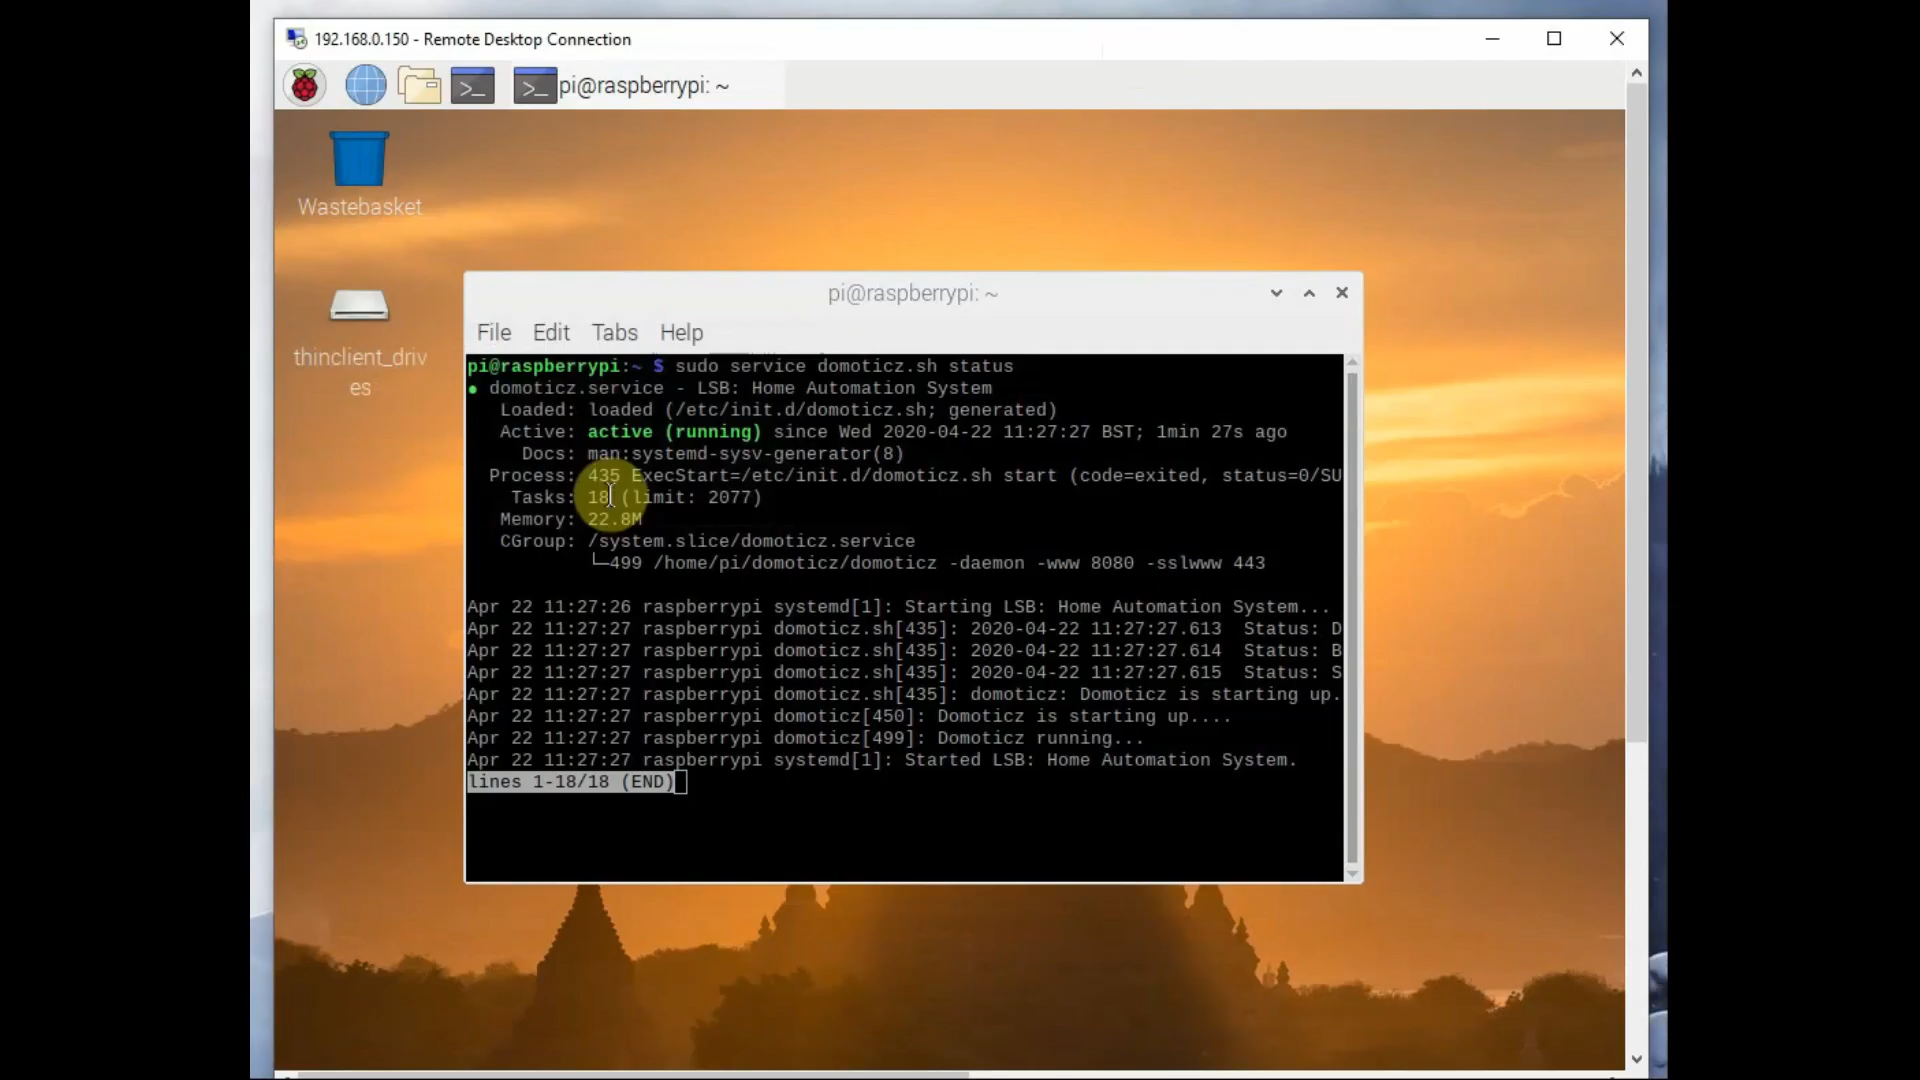 192.168.0.150 - Remote Desktop Connection
pi@raspberrypi: ~
Wastebasket
thinclient_driv
es
pi@raspberrypi: ~
File Edit Tabs Help
pi@raspberrypi:~ $ sudo service domoticz.sh status
● domoticz.service - LSB: Home Automation System
Loaded: loaded (/etc/init.d/domoticz.sh; generated)
Active: active (running) since Wed 2020-04-22 11:27:27 BST; 1min 27s ago
Docs: man:systemd-sysv-generator(8)
Process: 435 ExecStart=/etc/init.d/domoticz.sh start (code=exited, status=0/SU
Tasks: 18 (limit: 2077)
Memory: 22.8M
CGroup: /system.slice/domoticz.service
└─499 /home/pi/domoticz/domoticz -daemon -www 8080 -sslwww 443
Apr 22 11:27:26 raspberrypi systemd[1]: Starting LSB: Home Automation System...
Apr 22 11:27:27 raspberrypi domoticz.sh[435]: 2020-04-22 11:27:27.613 Status: D
Apr 22 11:27:27 raspberrypi domoticz.sh[435]: 2020-04-22 11:27:27.614 Status: B
Apr 22 11:27:27 raspberrypi domoticz.sh[435]: 2020-04-22 11:27:27.615 Status: S
Apr 22 11:27:27 raspberrypi domoticz.sh[435]: domoticz: Domoticz is starting up.
Apr 22 11:27:27 raspberrypi domoticz[450]: Domoticz is starting up....
Apr 22 11:27:27 raspberrypi domoticz[499]: Domoticz running...
Apr 22 11:27:27 raspberrypi systemd[1]: Started LSB: Home Automation System.
lines 1-18/18 (END)